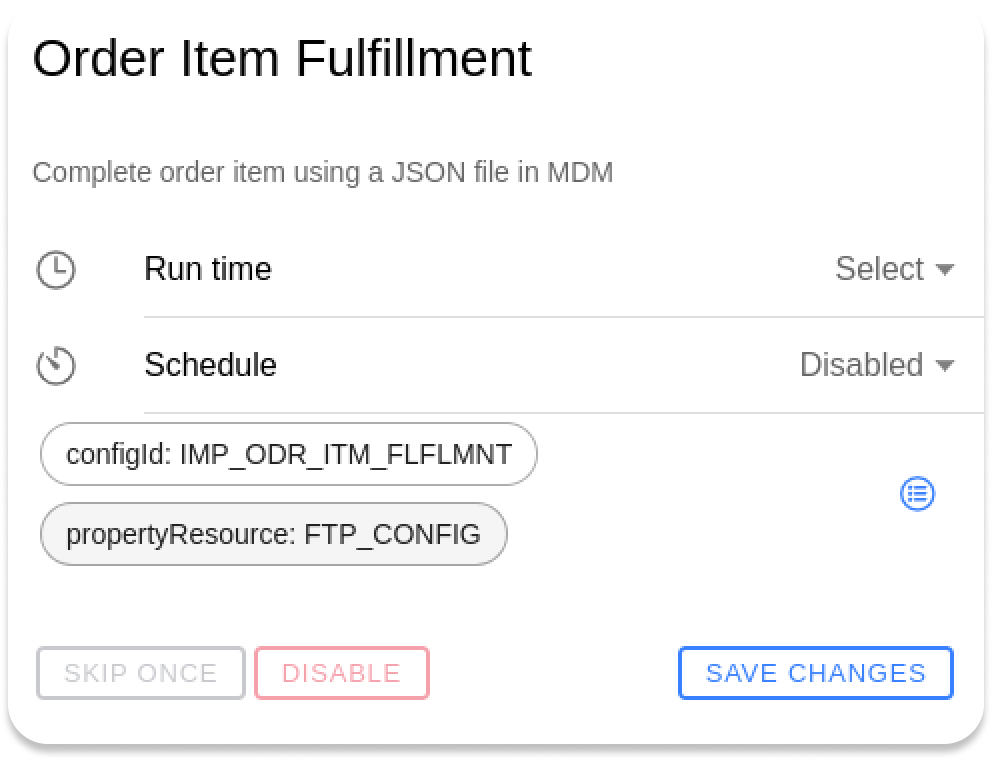 Order Item Fulfillment
Complete order item using a JSON file in MDM
Run time Select
Schedule Disabled
configId: IMP_ODR_ITM_FLFLMNT
propertyResource: FTP_CONFIG
SKIP ONCE DISABLE SAVE CHANGES